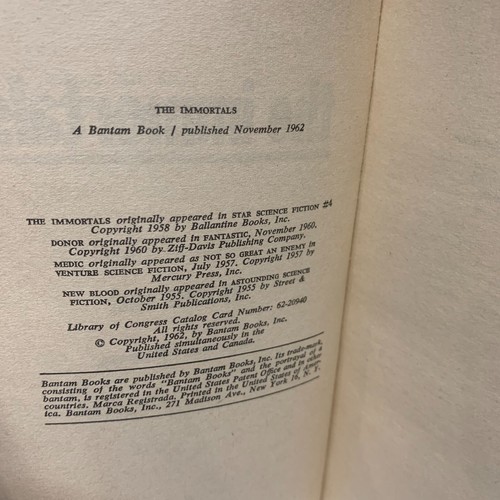 THE IMMORTALS
A Bantam Book / published November 1962
THE IMMORTALS originally appeared in STAR SCIENCE FICTION #4
Copyright 1958 by Ballantine Books, Inc.
DONOR originally appeared in FANTASTIC, November 1960.
Copyright 1960 by Ziff-Davis Publishing Company.
MEDIC originally appeared as NOT SO GREAT AN ENEMY in
VENTURE SCIENCE FICTION, July 1957. Copyright 1957 by
Mercury Press, Inc.
NEW BLOOD originally appeared in ASTOUNDING SCIENCE
FICTION, October 1955. Copyright 1955 by Street &
Smith Publications, Inc.
Library of Congress Catalog Card Number: 62-20940
All rights reserved.
© Copyright, 1962, by Bantam Books, Inc.
Published simultaneously in the
United States and Canada.
Bantam Books are published by Bantam Books, Inc. Its trade-mark,
consisting of the words "Bantam Books" and the portrayal of a
bantam, is registered in the United States Patent Office and in other
countries. Marca Registrada. Printed in the United States of Amer-
ica. Bantam Books, Inc., 271 Madison Ave., New York 16, N. Y.